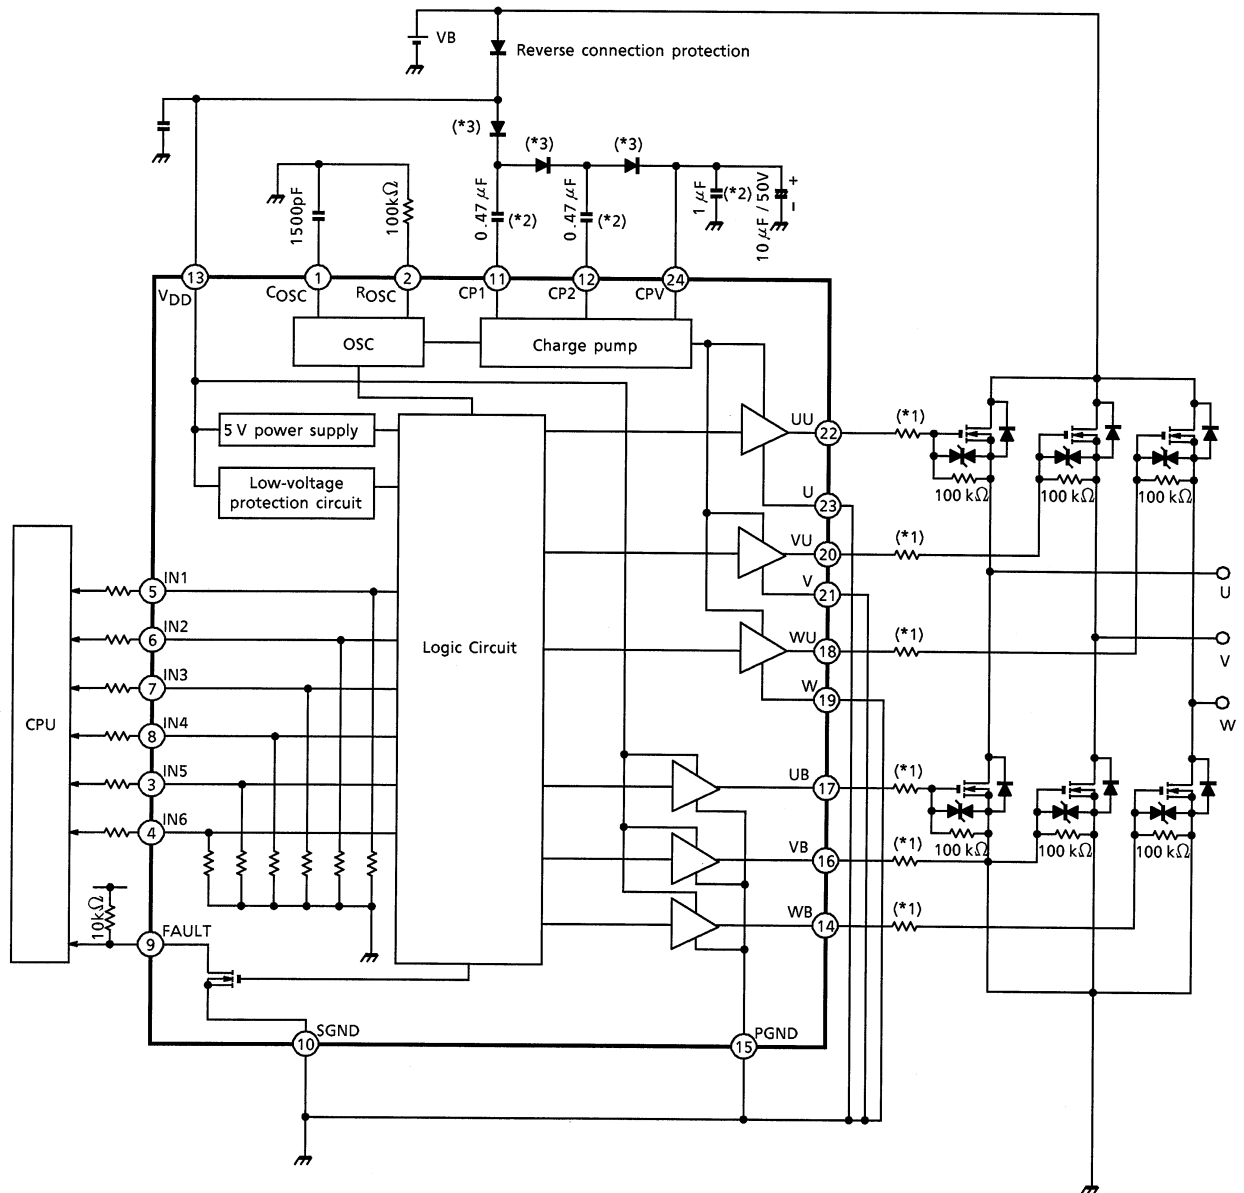 VB
Reverse connection protection
(*3)
(*3)
(*3)
1500pF
100kΩ
0.47 μF
(*2)
0.47 μF
(*2)
1 μF
(*2)
10 μF / 50V
+
-
13
1
2
11
12
24
VDD
COSC
ROSC
CP1
CP2
CPV
OSC
Charge pump
5 V power supply
Low-voltage
protection circuit
Logic Circuit
CPU
IN1
5
IN2
6
IN3
7
IN4
8
IN5
3
IN6
4
10kΩ
FAULT
9
SGND
10
PGND
15
UU
22
(*1)
U
23
VU
20
(*1)
V
21
WU
18
(*1)
W
19
UB
17
(*1)
VB
16
(*1)
WB
14
(*1)
100 kΩ
100 kΩ
100 kΩ
U
V
W
100 kΩ
100 kΩ
100 kΩ